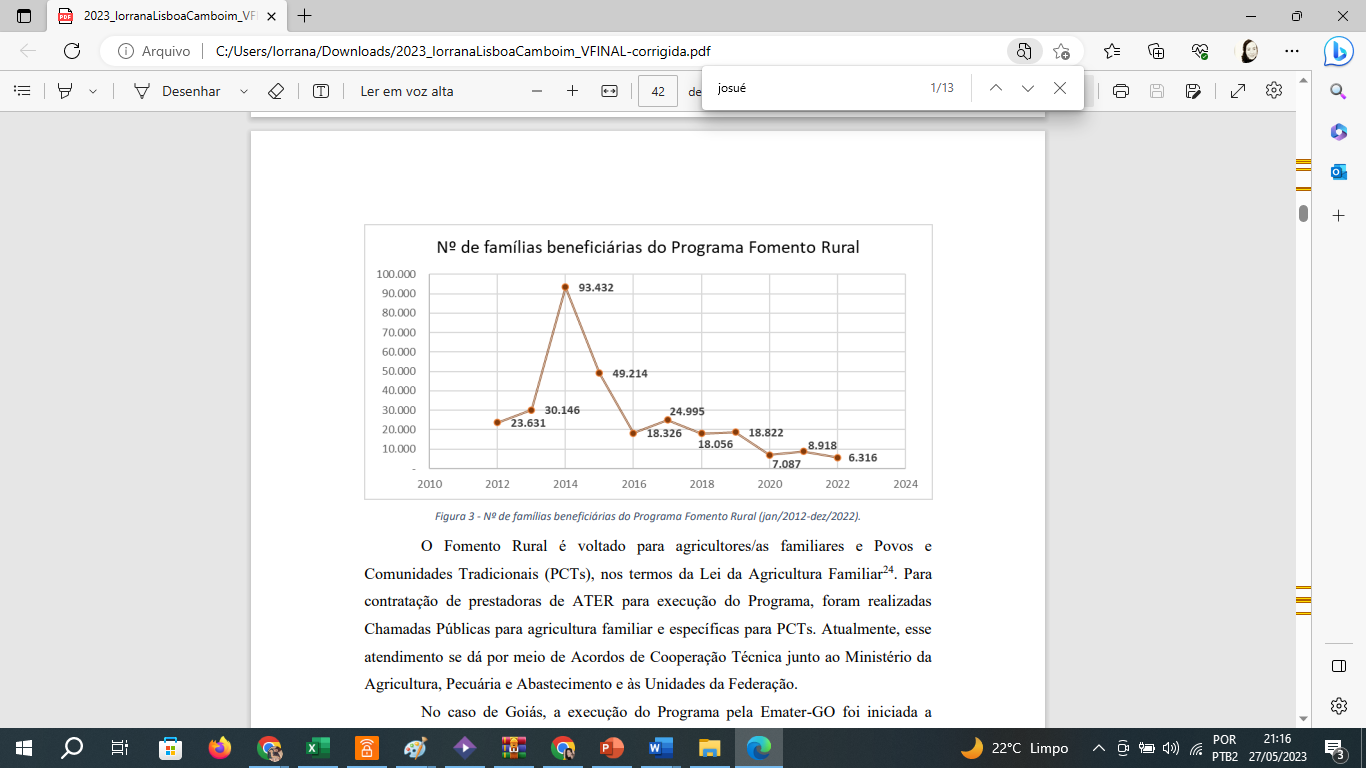 2023_IorranaLisboaCamboim_VFI
Arquivo
C:/Users/Iorrana/Downloads/2023_IorranaLisboaCamboim_VFINAL-corrigida.pdf
Desenhar
Ler em voz alta
42
de
josué
1/13
Nº de famílias beneficiárias do Programa Fomento Rural
100.000
90.000
80.000
70.000
60.000
50.000
40.000
30.000
20.000
10.000
-
93.432
49.214
30.146
23.631
24.995
18.326
18.056
18.822
8.918
7.087
6.316
2010 2012 2014 2016 2018 2020 2022 2024
Figura 3 - Nº de famílias beneficiárias do Programa Fomento Rural (jan/2012-dez/2022).
O Fomento Rural é voltado para agricultores/as familiares e Povos e
Comunidades Tradicionais (PCTs), nos termos da Lei da Agricultura Familiar24. Para
contratação de prestadoras de ATER para execução do Programa, foram realizadas
Chamadas Públicas para agricultura familiar e específicas para PCTs. Atualmente, esse
atendimento se dá por meio de Acordos de Cooperação Técnica junto ao Ministério da
Agricultura, Pecuária e Abastecimento e às Unidades da Federação.
No caso de Goiás, a execução do Programa pela Emater-GO foi iniciada a
22°C Limpo
POR
PTB2
21:16
27/05/2023
3